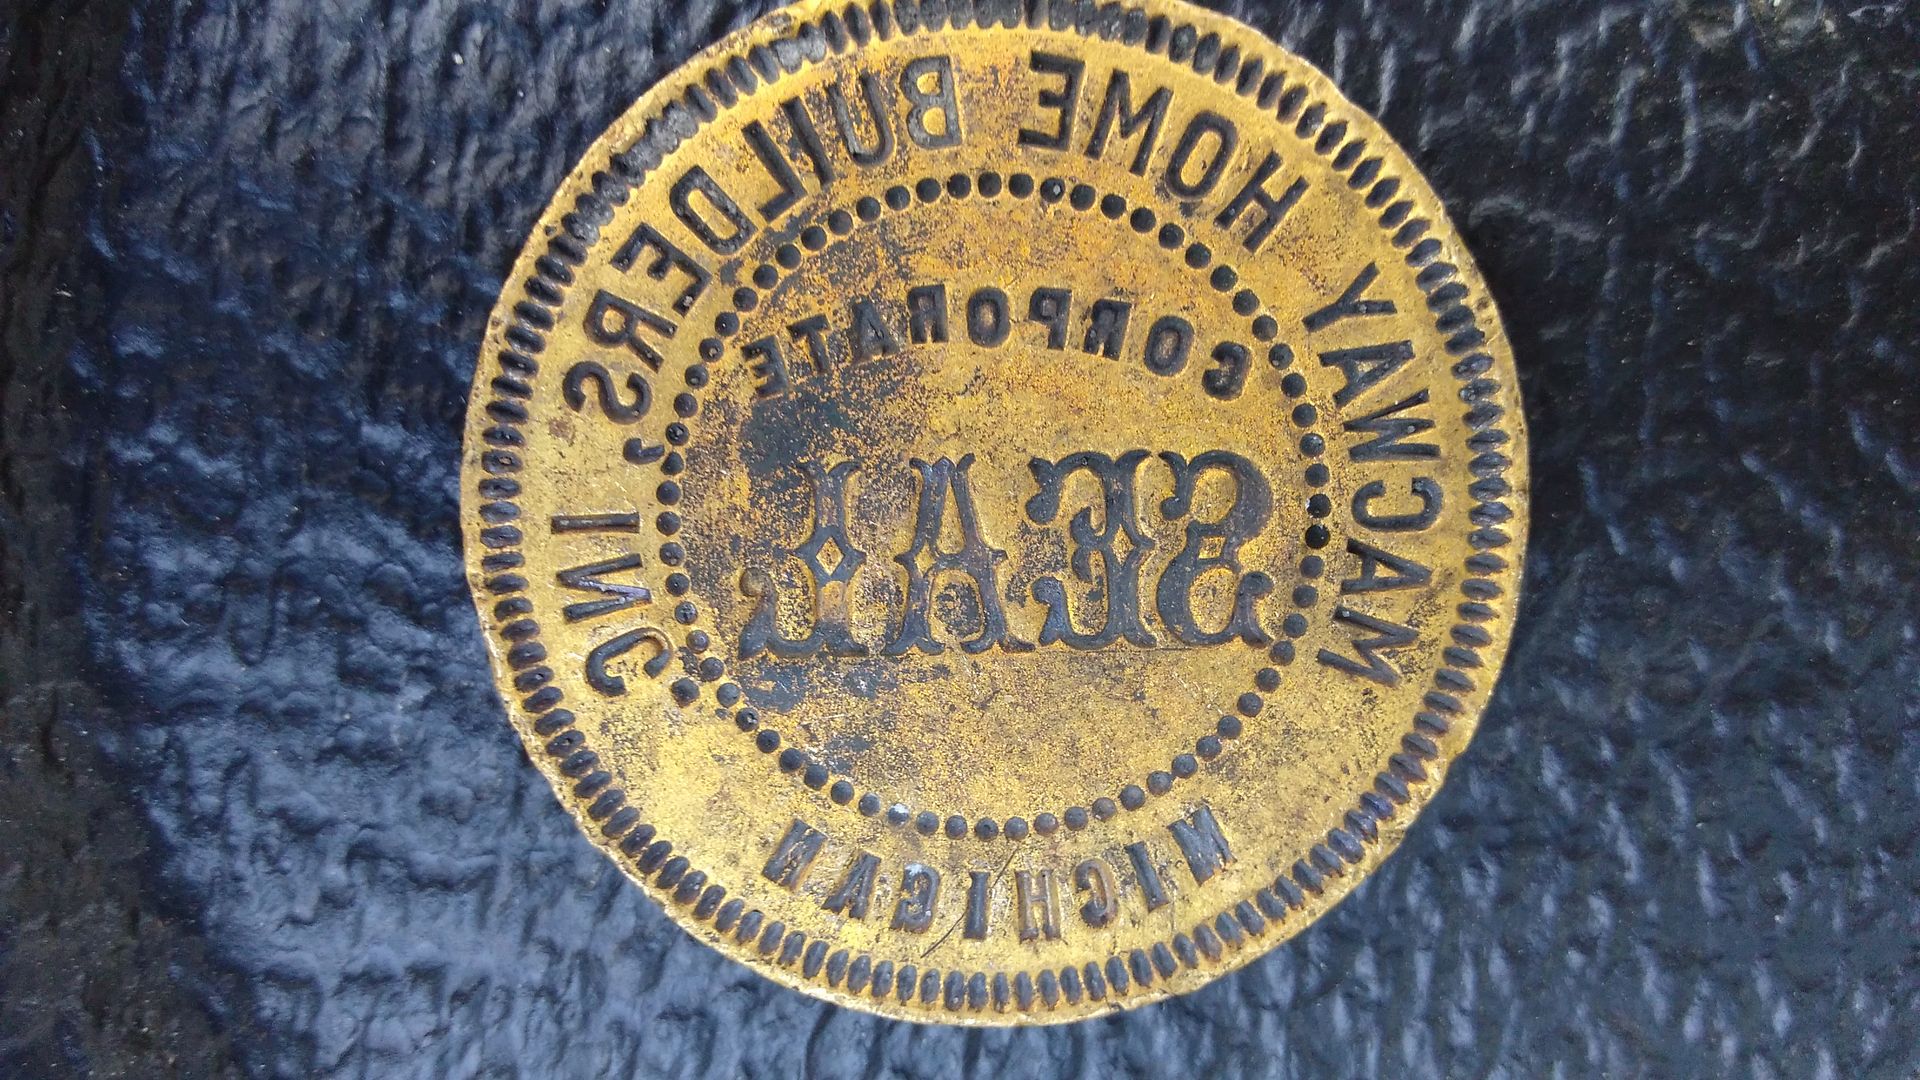 MACWAY HOME BUILDERS, INC
CORPORATE
SEAL
MICHIGAN